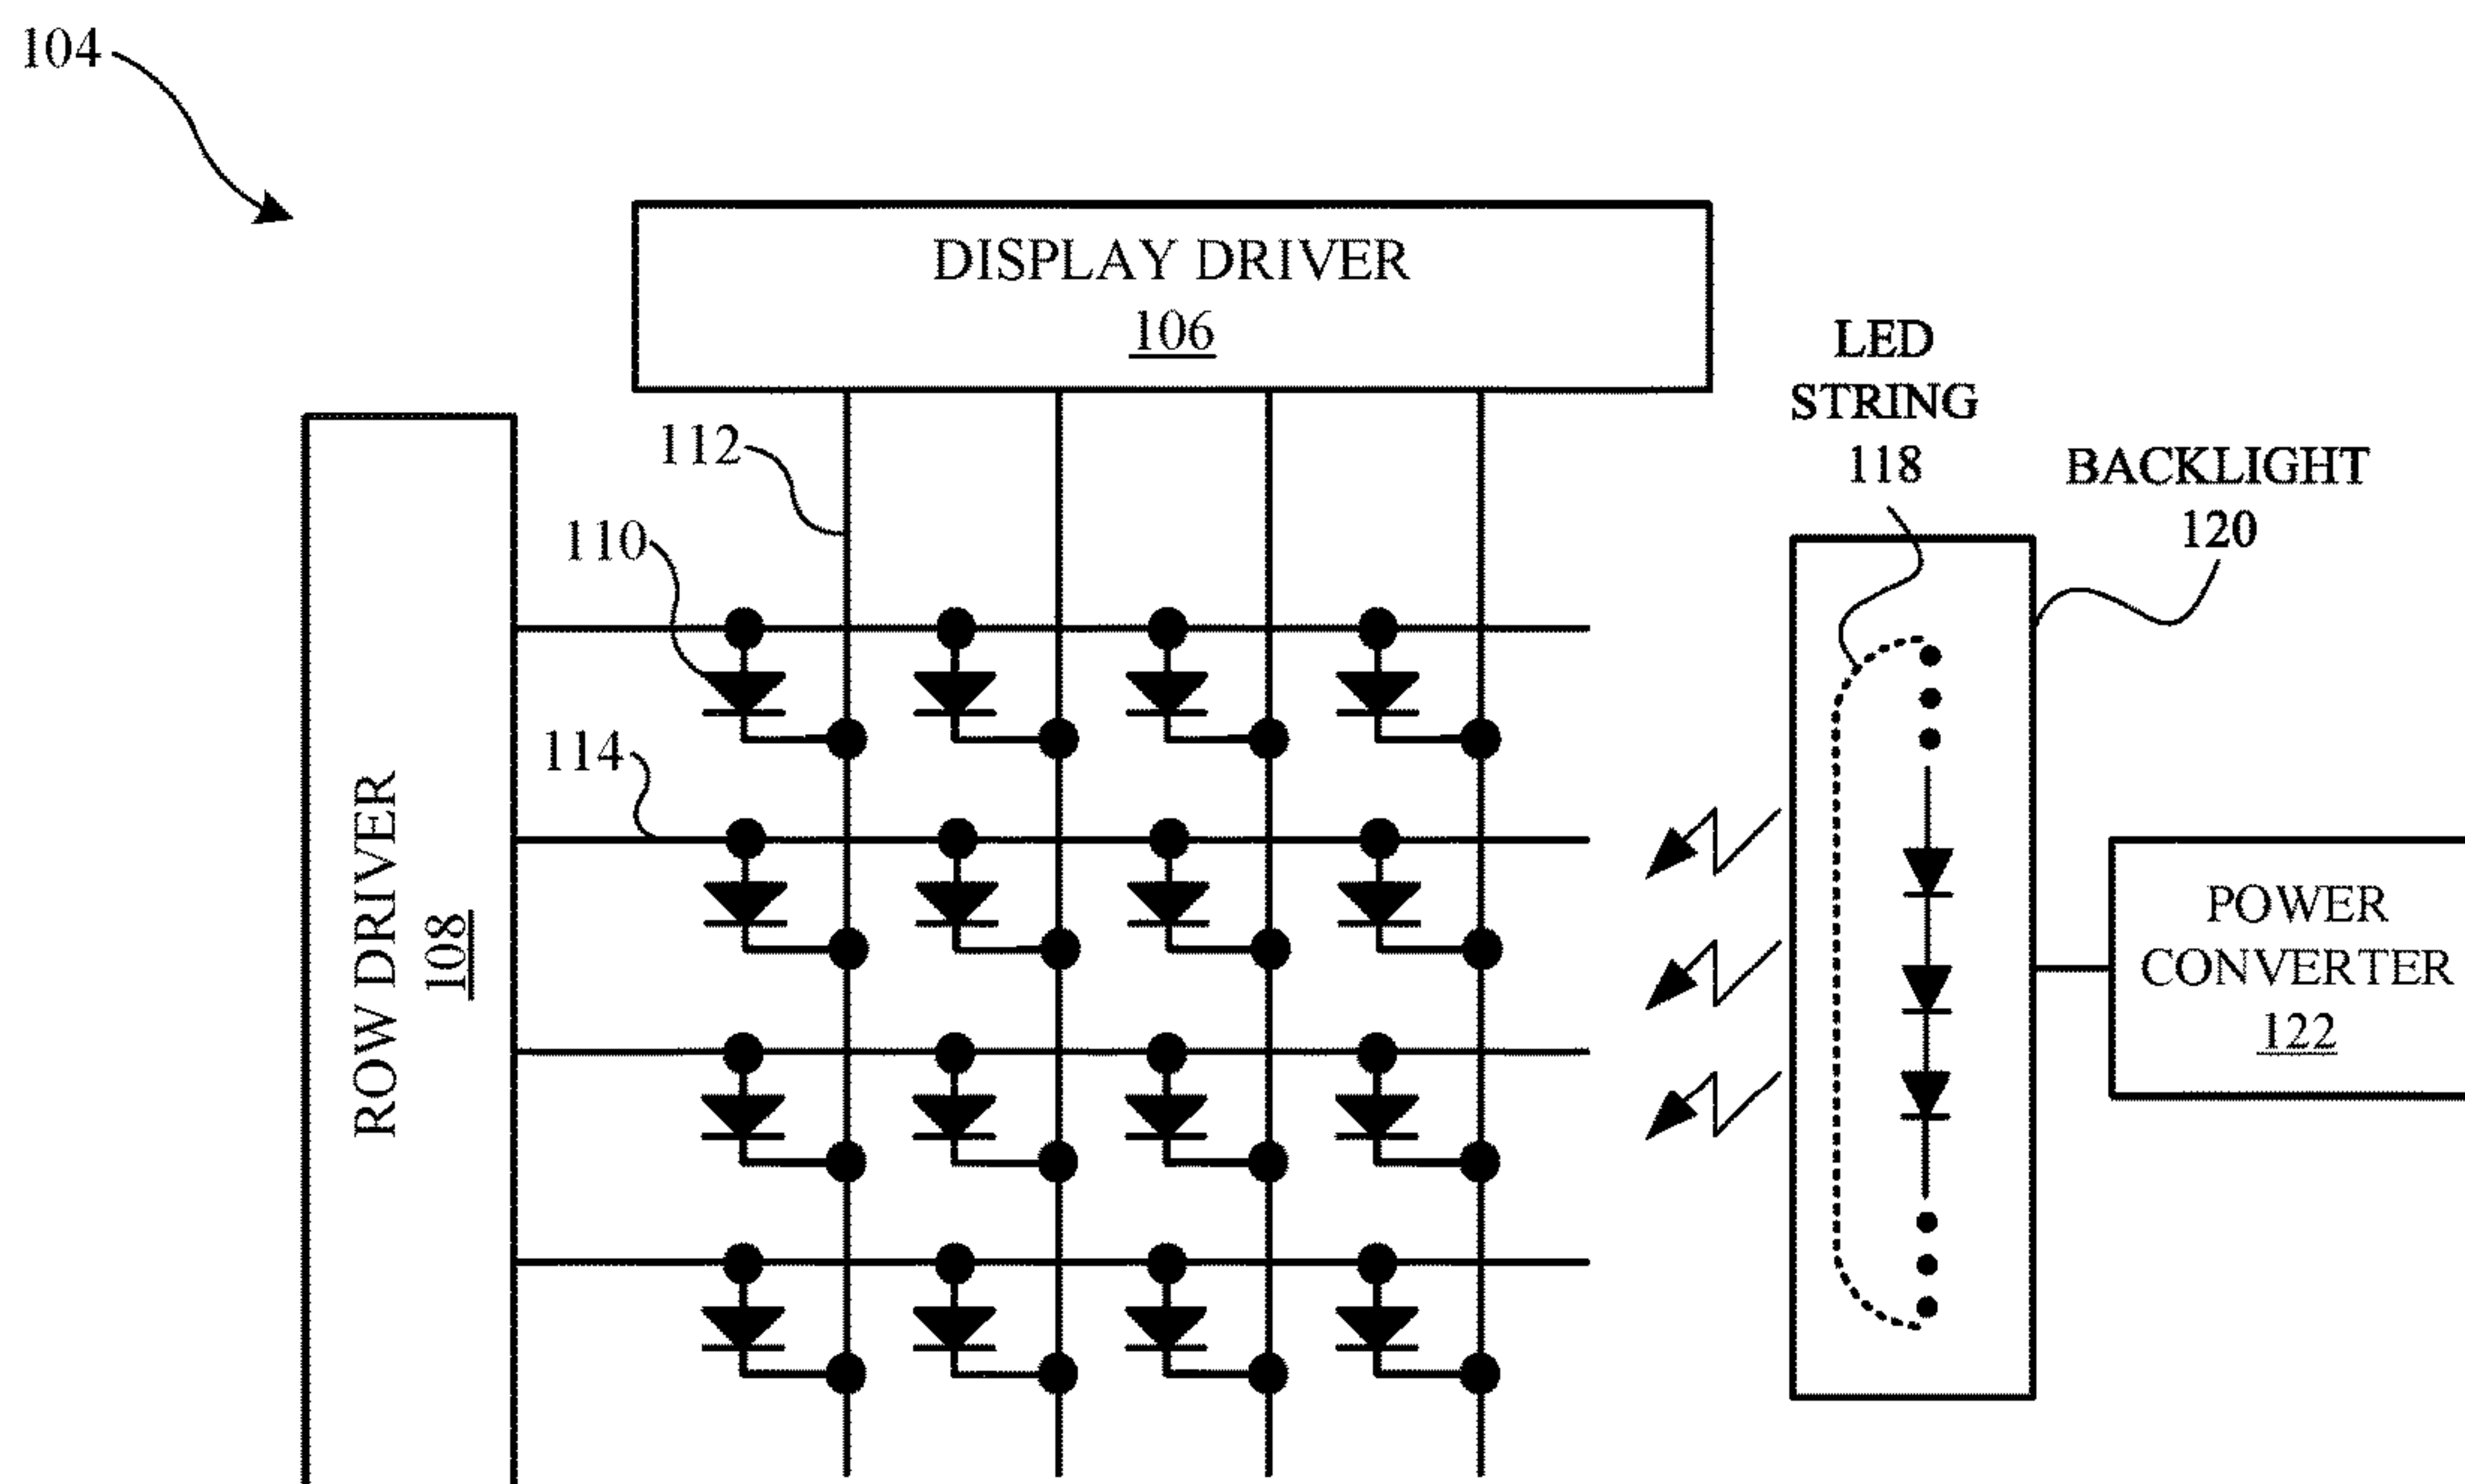 104
DISPLAY DRIVER
106
LED
STRING
118
BACKLIGHT
120
112
110
114
ROW DRIVER
108
POWER
CONVERTER
122